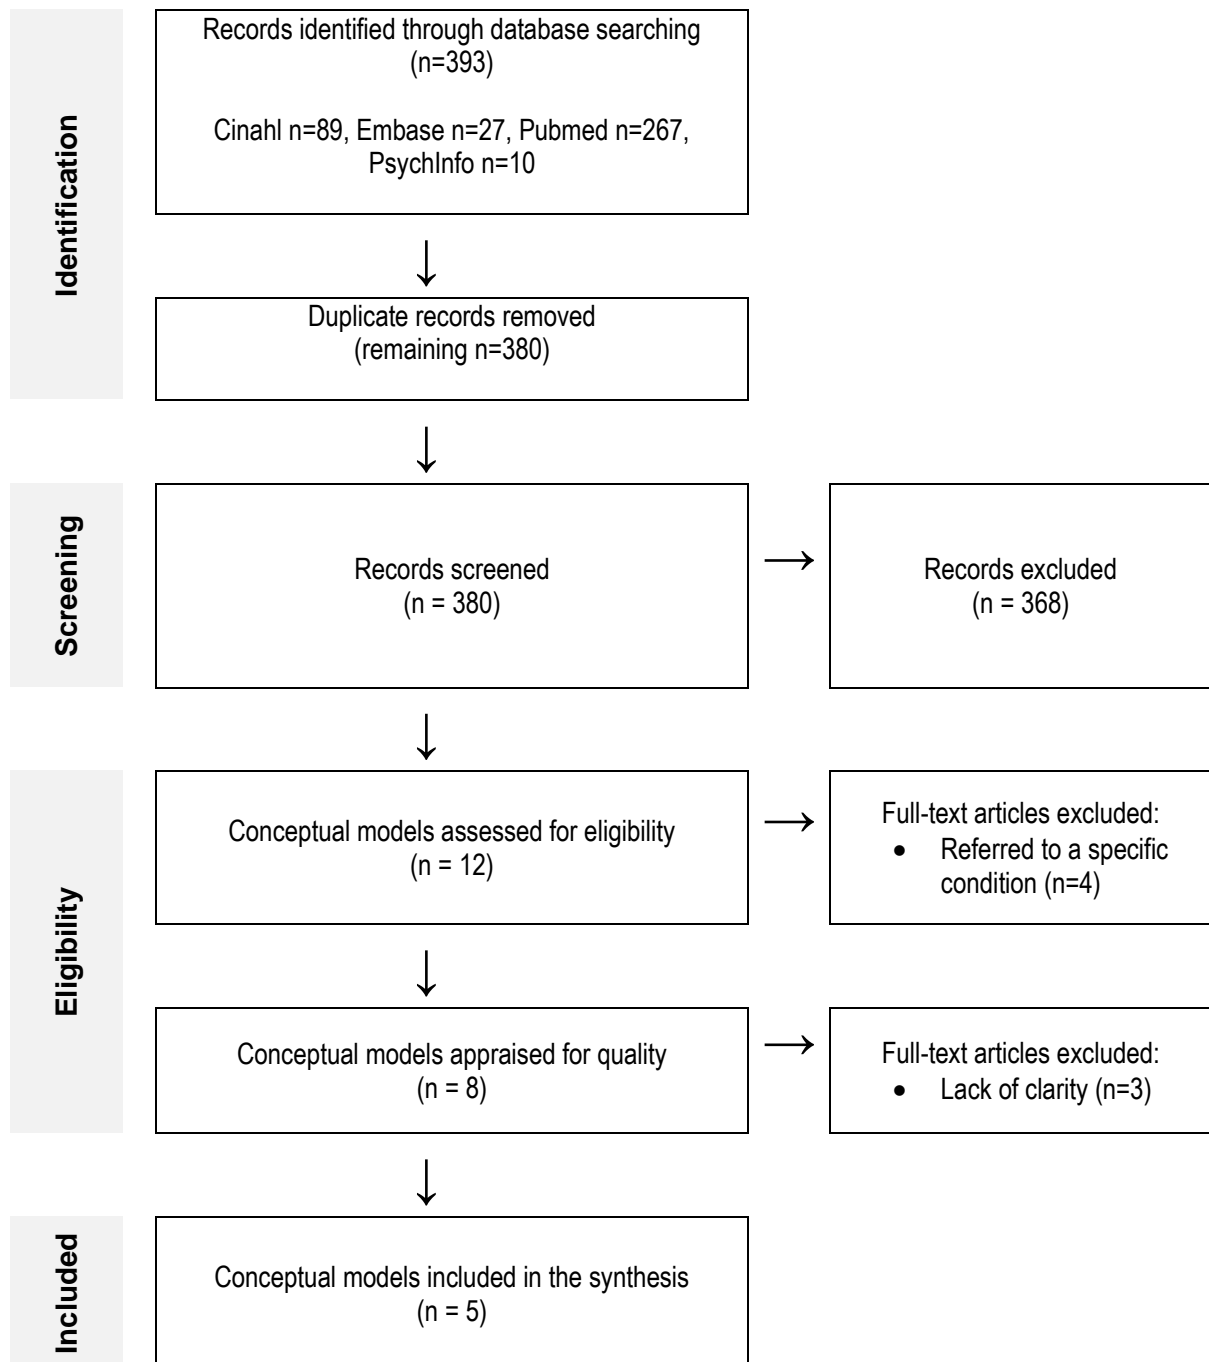 Identification
Records identified through database searching
(n=393)
Cinahl n=89, Embase n=27, Pubmed n=267,
PsychInfo n=10
Duplicate records removed
(remaining n=380)
Screening
Records screened
(n = 380)
Records excluded
(n = 368)
Eligibility
Conceptual models assessed for eligibility
(n = 12)
Full-text articles excluded:
• Referred to a specific
condition (n=4)
Conceptual models appraised for quality
(n = 8)
Full-text articles excluded:
• Lack of clarity (n=3)
Included
Conceptual models included in the synthesis
(n = 5)